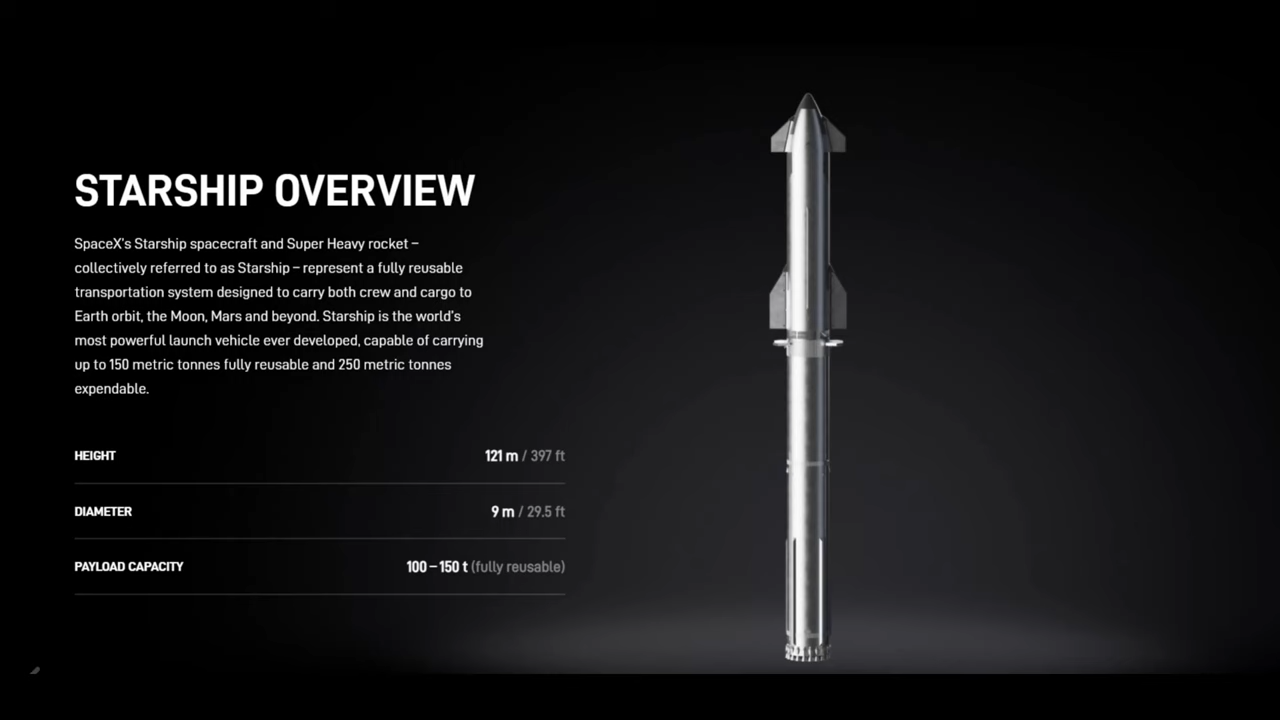 STARSHIP OVERVIEW
SpaceX's Starship spacecraft and Super Heavy rocket –
collectively referred to as Starship – represent a fully reusable
transportation system designed to carry both crew and cargo to
Earth orbit, the Moon, Mars and beyond. Starship is the world's
most powerful launch vehicle ever developed, capable of carrying
up to 150 metric tonnes fully reusable and 250 metric tonnes
expendable.
HEIGHT 121 m / 397 ft
DIAMETER 9 m / 29.5 ft
PAYLOAD CAPACITY 100 – 150 t (fully reusable)